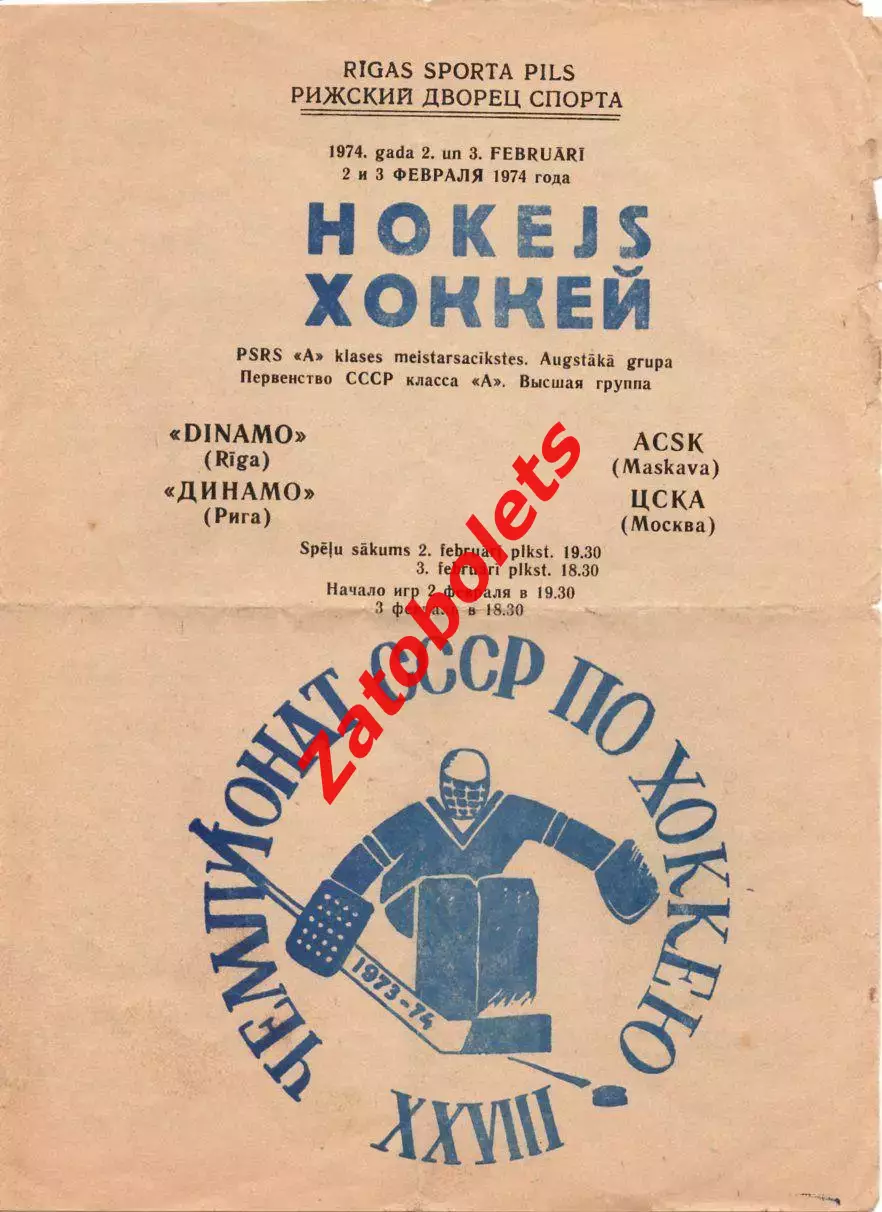 RĪGAS SPORTA PILS
РИЖСКИЙ ДВОРЕЦ СПОРТА
1974. gada 2. un 3. FEBRUĀRĪ
2 и 3 ФЕВРАЛЯ 1974 года
HOKEJS
ХОККЕЙ
PSRS «A» klases meistarsacīkstes. Augstākā grupa
Первенство СССР класса «А». Высшая группа
«DINAMO»
(Rīga)
«ДИНАМО»
(Рига)
ACSK
(Maskava)
ЦСКА
(Москва)
Spēļu sākums 2. februārī plkst. 19.30
3. februārī plkst. 18.30
Начало игр 2 февраля в 19.30
3 февраля в 18.30
Zatobolets
ЧЕМПИОНАТ СССР ПО ХОККЕЮ
1973-74
XXVIII